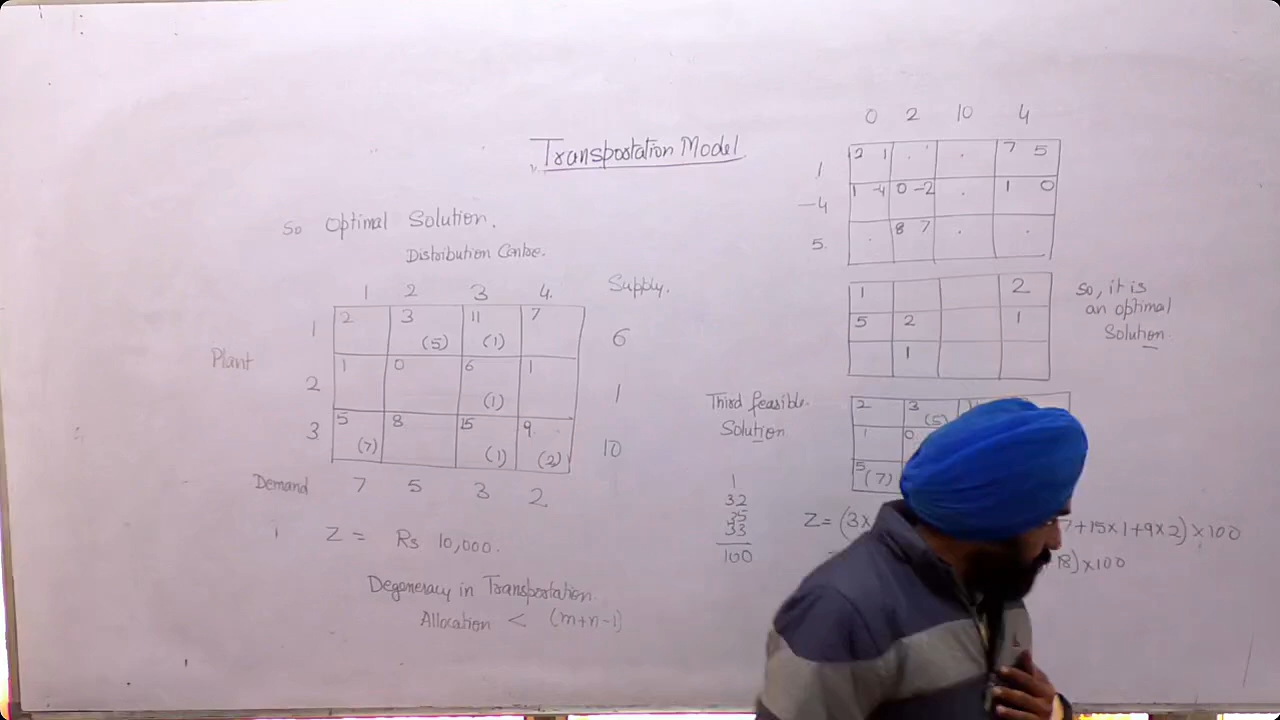 Transportation Model
So Optimal Solution.
Distribution Centre.
1 2 3 4. Supply.
1 2 3 (5) 11 (1) 7 6
Plant
2 1 0 6 (1) 1 1
3 5 (7) 8 15 (1) 9 (2) 10
Demand 7 5 3 2
Z = Rs 10,000.
Degeneracy in Transportation.
Allocation < (m+n-1)
0 2 10 4
1 2 1 . . . 7 5
-4 1 -4 0 -2 . 1 0
5 . 8 7 . .
1 2
5 2 1
1
So, it is
an optimal
Solution
Third feasible
Solution
2 3 (5)
1 0
5 (7)
1
32
35
33
100
Z = (3x 7+15x1+9x2)x100
18)x100